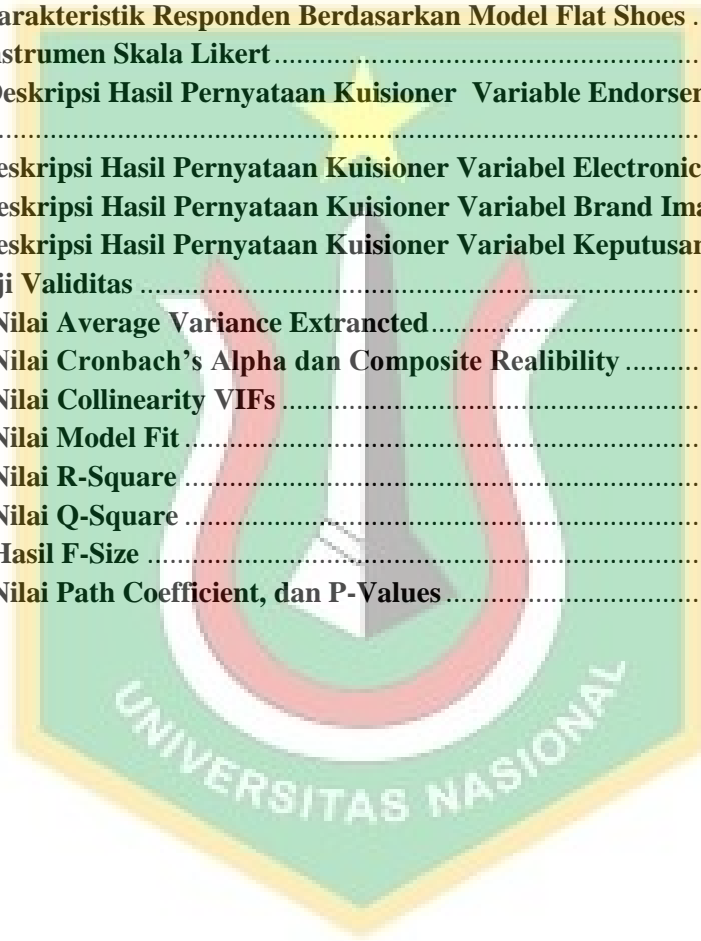 arakteristik Responden Berdasarkan Model Flat Shoes ..
nstrumen Skala Likert..........................................................
Deskripsi Hasil Pernyataan Kuisioner Variable Endorser
..........................................................................................
eskripsi Hasil Pernyataan Kuisioner Variabel Electronic
eskripsi Hasil Pernyataan Kuisioner Variabel Brand Ima
eskripsi Hasil Pernyataan Kuisioner Variabel Keputusan
ji Validitas ..........................................................................
Nilai Average Variance Extrancted...................................
Nilai Cronbach's Alpha dan Composite Realibility ..........
Nilai Collinearity VIFs ......................................................
Nilai Model Fit ...................................................................
Nilai R-Square ....................................................................
Nilai Q-Square ....................................................................
Hasil F-Size .........................................................................
Nilai Path Coefficient, dan P-Values .................................
UNIVERSITAS NASIONAL